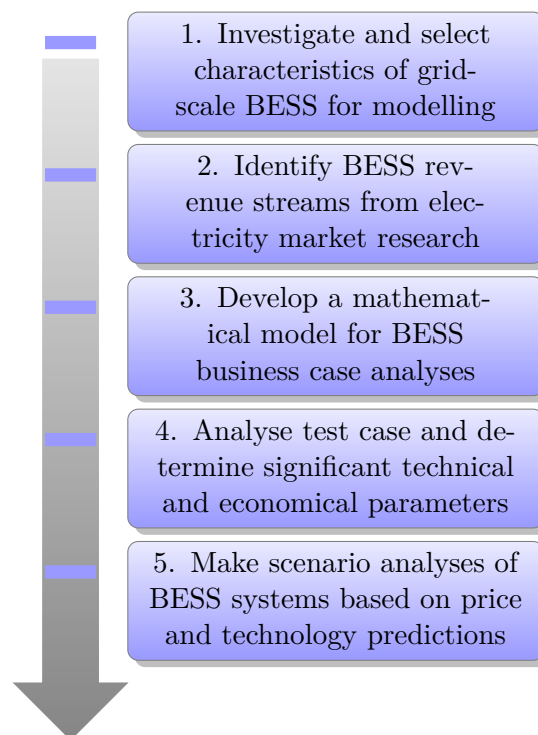 1. Investigate and select
characteristics of grid-
scale BESS for modelling
2. Identify BESS rev-
enue streams from elec-
tricity market research
3. Develop a mathemat-
ical model for BESS
business case analyses
4. Analyse test case and de-
termine significant technical
and economical parameters
5. Make scenario analyses of
BESS systems based on price
and technology predictions